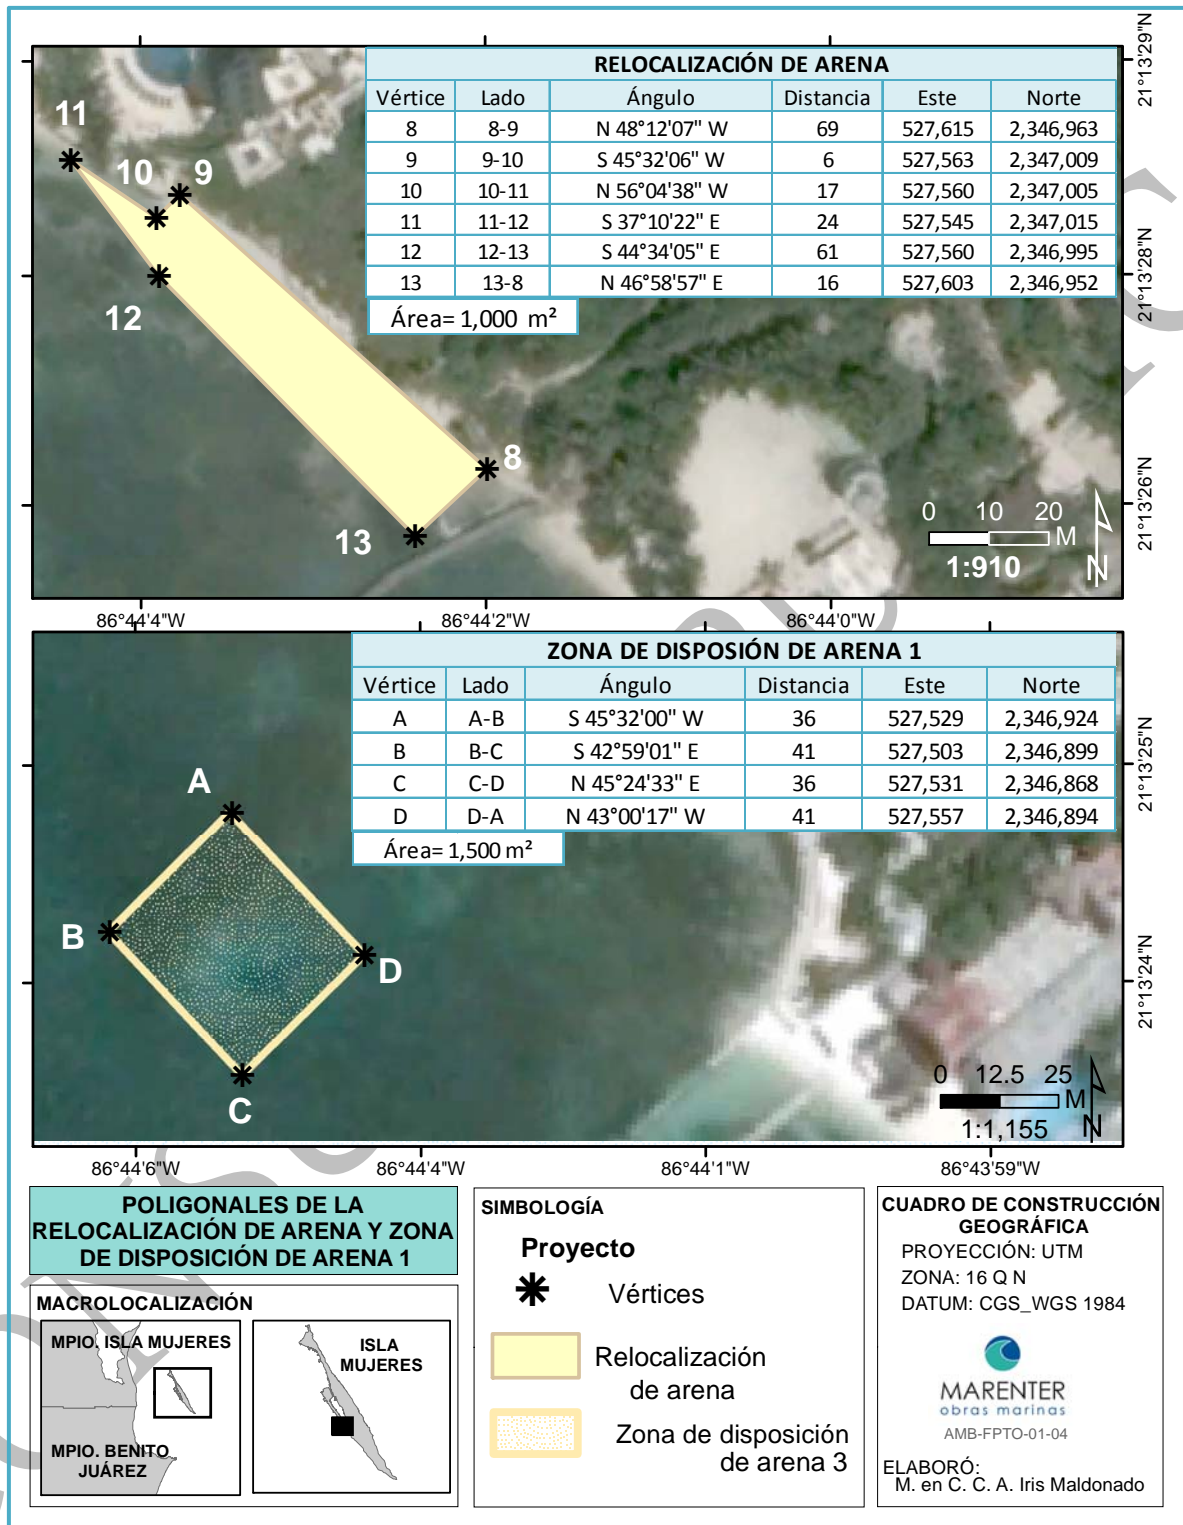 RELOCALIZACIÓN DE ARENA
Vértice Lado Ángulo Distancia Este Norte
8 8-9 N 48°12'07" W 69 527,615 2,346,963
9 9-10 S 45°32'06" W 6 527,563 2,347,009
10 10-11 N 56°04'38" W 17 527,560 2,347,005
11 11-12 S 37°10'22" E 24 527,545 2,347,015
12 12-13 S 44°34'05" E 61 527,560 2,346,995
13 13-8 N 46°58'57" E 16 527,603 2,346,952
Área= 1,000 m²
11
10
9
12
8
13
0 10 20
M
1:910
N
21°13'29"N
21°13'28"N
21°13'26"N
86°44'4"W 86°44'2"W 86°44'0"W
ZONA DE DISPOSIÓN DE ARENA 1
Vértice Lado Ángulo Distancia Este Norte
A A-B S 45°32'00" W 36 527,529 2,346,924
B B-C S 42°59'01" E 41 527,503 2,346,899
C C-D N 45°24'33" E 36 527,531 2,346,868
D D-A N 43°00'17" W 41 527,557 2,346,894
Área= 1,500 m²
A
B
D
C
0 12.5 25
M
1:1,155
N
21°13'25"N
21°13'24"N
86°44'6"W 86°44'4"W 86°44'1"W 86°43'59"W
POLIGONALES DE LA
RELOCALIZACIÓN DE ARENA Y ZONA
DE DISPOSICIÓN DE ARENA 1
MACROLOCALIZACIÓN
MPIO. ISLA MUJERES
MPIO. BENITO
JUÁREZ
ISLA
MUJERES
SIMBOLOGÍA
Proyecto
Vértices
Relocalización
de arena
Zona de disposición
de arena 3
CUADRO DE CONSTRUCCIÓN
GEOGRÁFICA
PROYECCIÓN: UTM
ZONA: 16 Q N
DATUM: CGS_WGS 1984
MARENTER
obras marinas
AMB-FPTO-01-04
ELABORÓ:
M. en C. C. A. Iris Maldonado